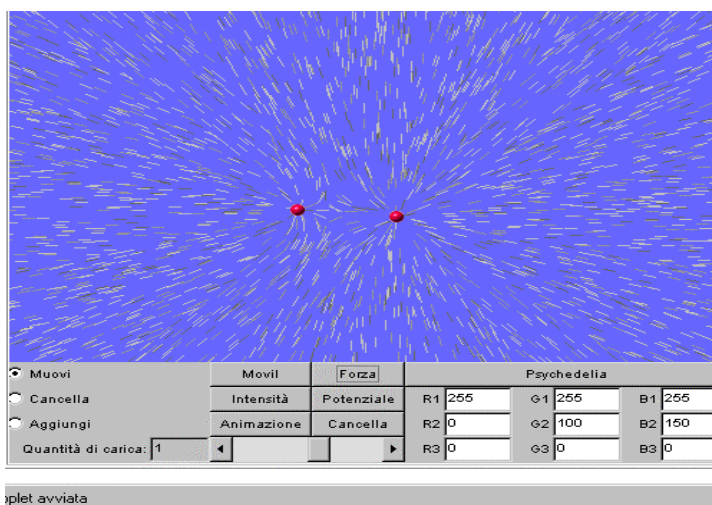 Muovi Movil Forza Psychedelia
Cancella Intensità Potenziale R1 255 G1 255 B1 255
Aggiungi Animazione Cancella R2 0 G2 100 B2 150
Quantità di carica: 1 R3 0 G3 0 B3 0
pplet avviata